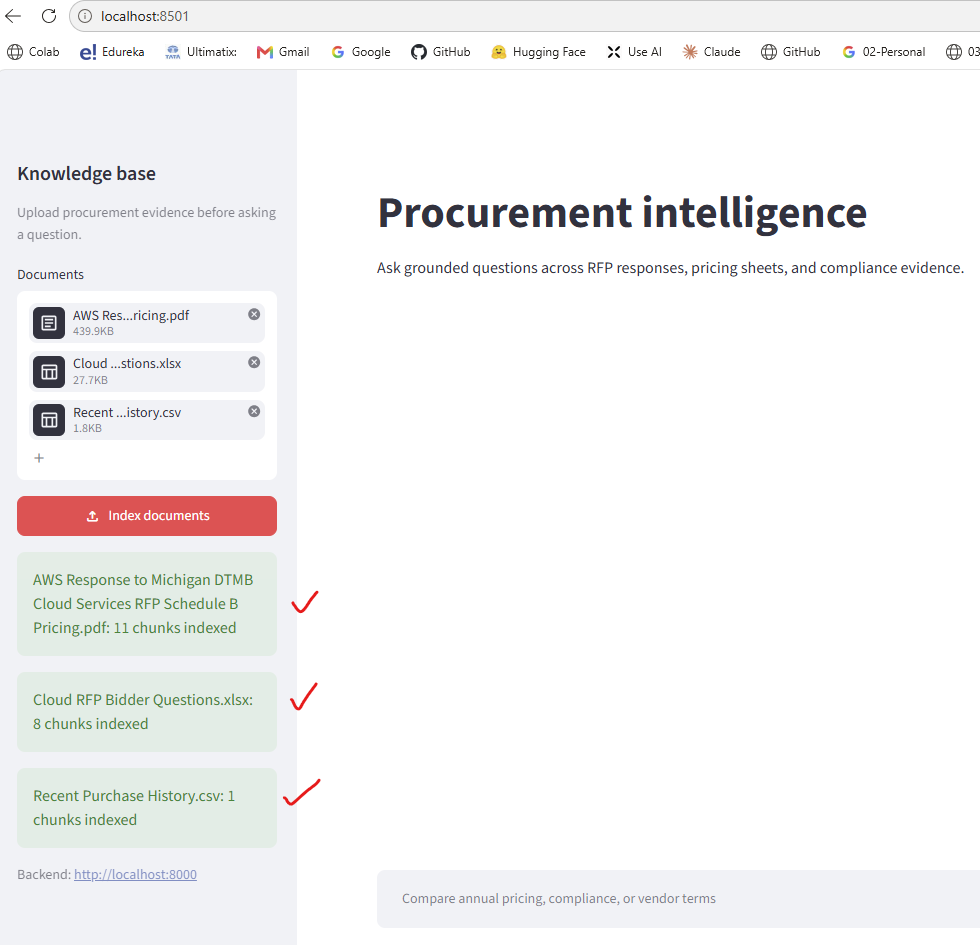 localhost:8501
Colab
Edureka
Ultimatix:
Gmail
Google
GitHub
Hugging Face
Use AI
Claude
GitHub
02-Personal
03
Knowledge base
Upload procurement evidence before asking
a question.
Documents
AWS Res...ricing.pdf
439.9KB
Cloud ...stions.xlsx
27.7KB
Recent ...istory.csv
1.8KB
Index documents
AWS Response to Michigan DTMB
Cloud Services RFP Schedule B
Pricing.pdf: 11 chunks indexed
Cloud RFP Bidder Questions.xlsx:
8 chunks indexed
Recent Purchase History.csv: 1
chunks indexed
Backend: http://localhost:8000
Procurement intelligence
Ask grounded questions across RFP responses, pricing sheets, and compliance evidence.
Compare annual pricing, compliance, or vendor terms